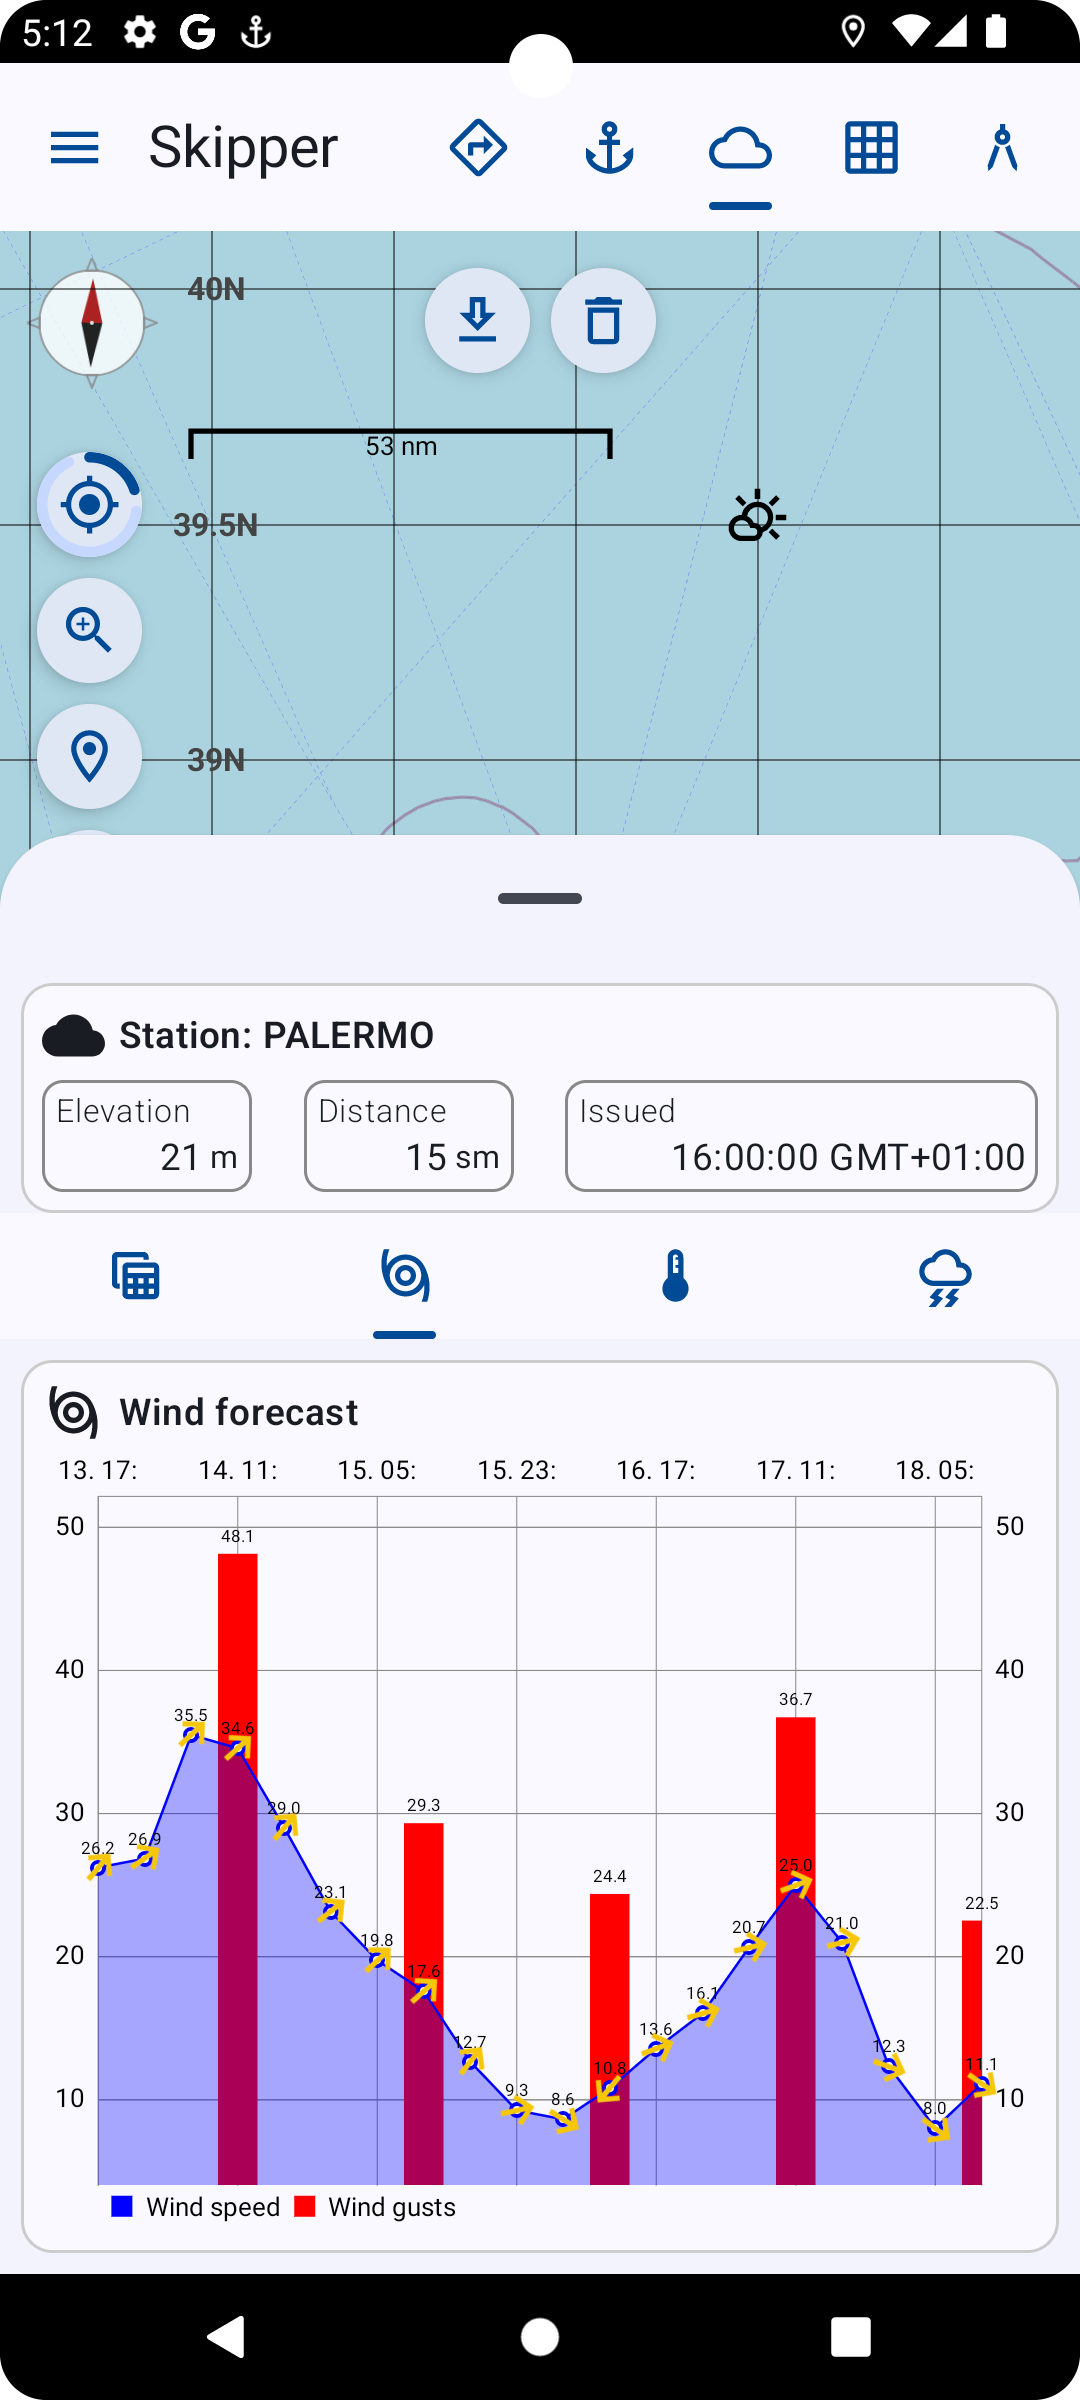 5:12
Skipper
40N
53 nm
39.5N
39N
Station: PALERMO
Elevation Distance Issued
21 m 15 sm 16:00:00 GMT+01:00
Wind forecast
13. 17: 14. 11: 15. 05: 15. 23: 16. 17: 17. 11: 18. 05:
50 50
48.1
40 40
36.7
35.5 34.6
30 30
29.3
29.0
26.2 26.9
25.0
24.4
23.1
22.5
20.7 21.0
20 20
19.8
17.6
16.1
13.6
12.7
12.3
11.1
10.8
10 10
9.3
8.6
8.0
Wind speed Wind gusts